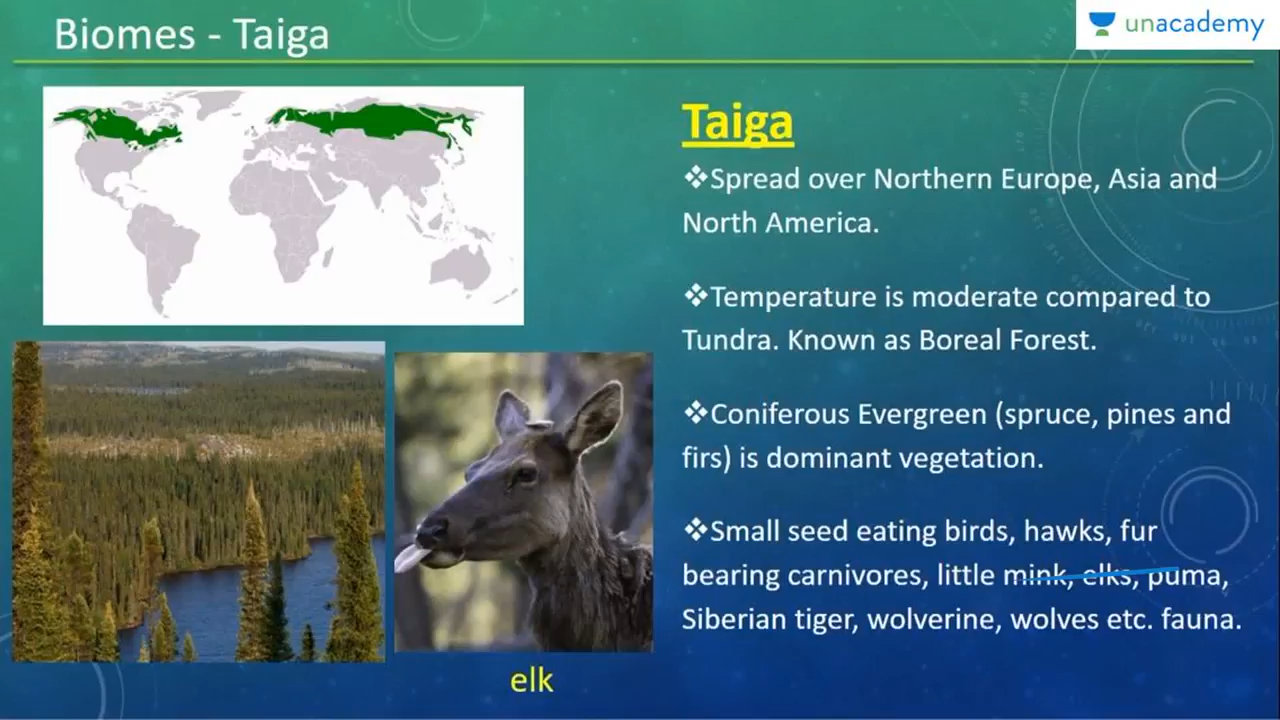 Biomes - Taiga
unacademy
Taiga
❖Spread over Northern Europe, Asia and
North America.
❖Temperature is moderate compared to
Tundra. Known as Boreal Forest.
❖Coniferous Evergreen (spruce, pines and
firs) is dominant vegetation.
❖Small seed eating birds, hawks, fur
bearing carnivores, little mink, elks, puma,
Siberian tiger, wolverine, wolves etc. fauna.
elk